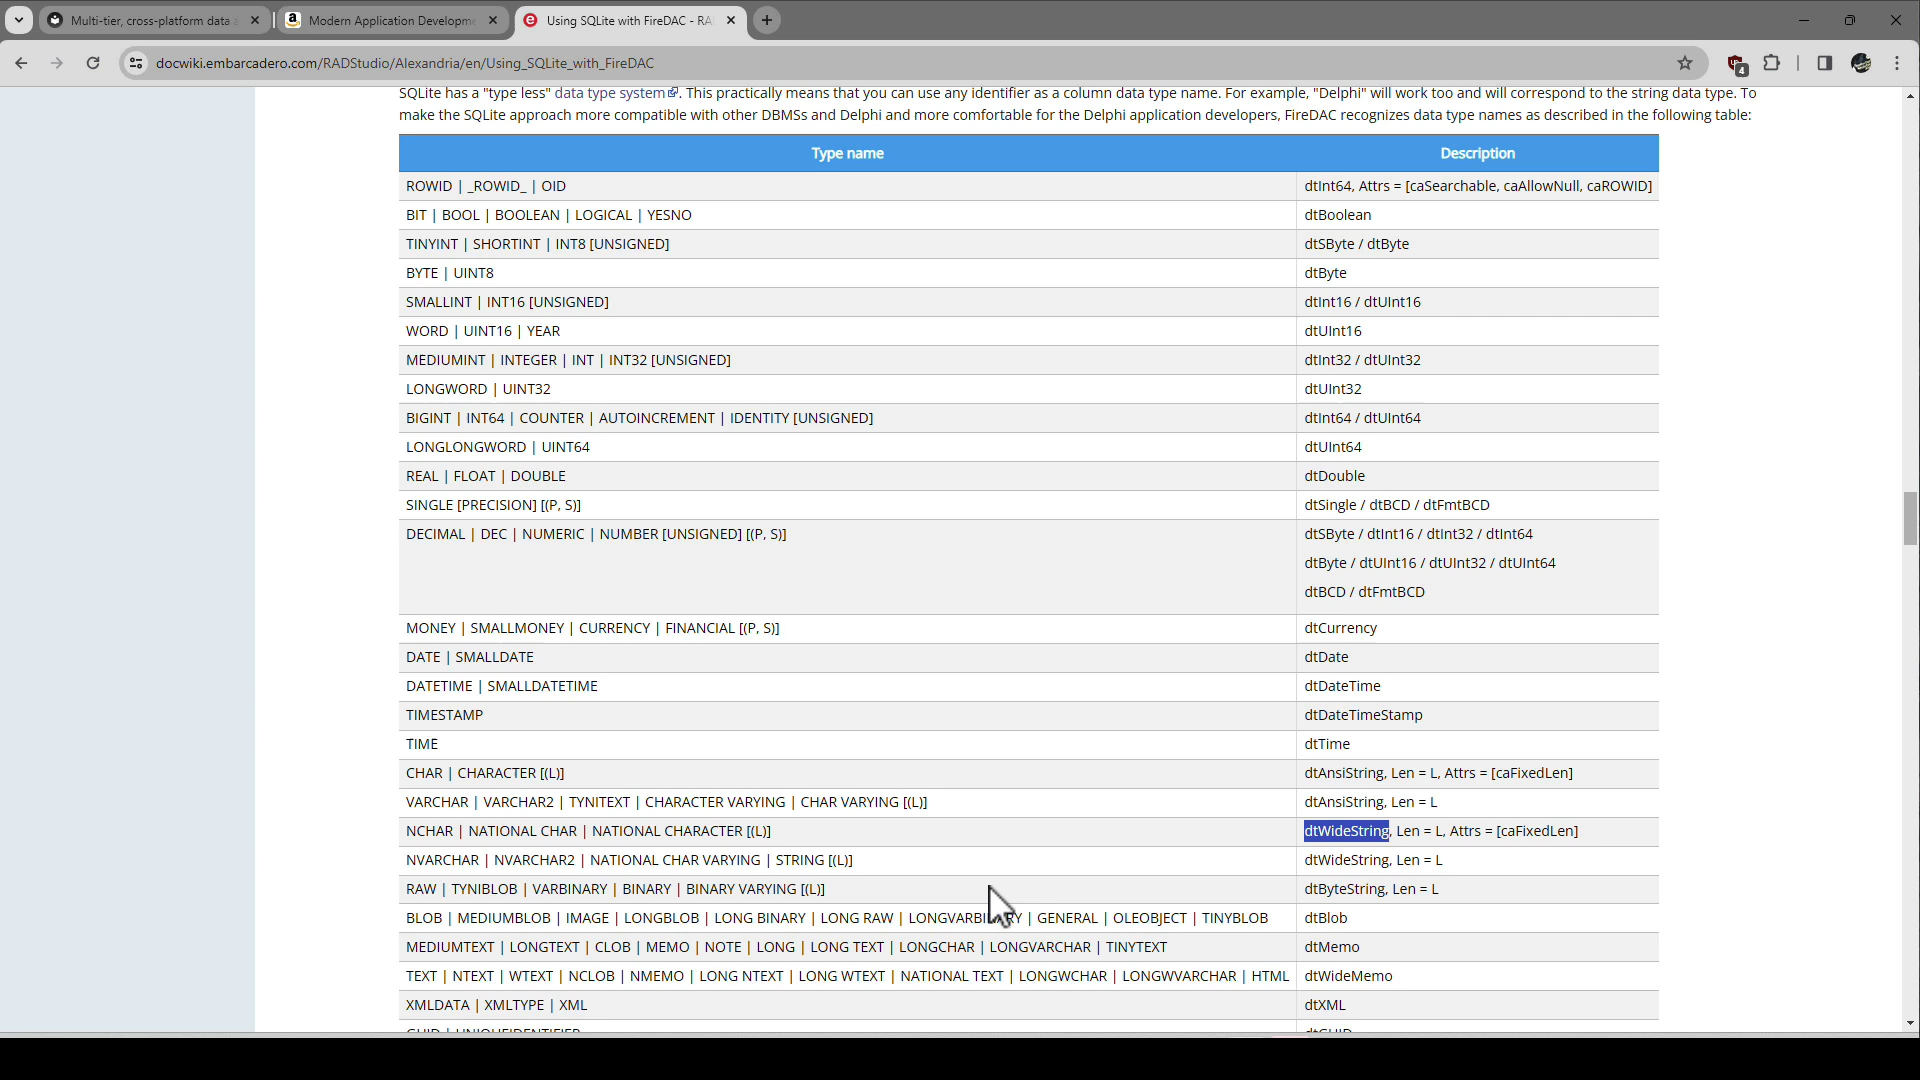 Multi-tier, cross-platform data
Modern Application Developm
Using SQLite with FireDAC - RA
docwiki.embarcadero.com/RADStudio/Alexandria/en/Using_SQLite_with_FireDAC
4
SQLite has a "type less" data type system. This practically means that you can use any identifier as a column data type name. For example, "Delphi" will work too and will correspond to the string data type. To
make the SQLite approach more compatible with other DBMSs and Delphi and more comfortable for the Delphi application developers, FireDAC recognizes data type names as described in the following table:
Type name Description
ROWID | _ROWID_ | OID dtInt64, Attrs = [caSearchable, caAllowNull, caROWID]
BIT | BOOL | BOOLEAN | LOGICAL | YESNO dtBoolean
TINYINT | SHORTINT | INT8 [UNSIGNED] dtSByte / dtByte
BYTE | UINT8 dtByte
SMALLINT | INT16 [UNSIGNED] dtInt16 / dtUInt16
WORD | UINT16 | YEAR dtUInt16
MEDIUMINT | INTEGER | INT | INT32 [UNSIGNED] dtInt32 / dtUInt32
LONGWORD | UINT32 dtUInt32
BIGINT | INT64 | COUNTER | AUTOINCREMENT | IDENTITY [UNSIGNED] dtInt64 / dtUInt64
LONGLONGWORD | UINT64 dtUInt64
REAL | FLOAT | DOUBLE dtDouble
SINGLE [PRECISION] [(P, S)] dtSingle / dtBCD / dtFmtBCD
DECIMAL | DEC | NUMERIC | NUMBER [UNSIGNED] [(P, S)] dtSByte / dtInt16 / dtInt32 / dtInt64
dtByte / dtUInt16 / dtUInt32 / dtUInt64
dtBCD / dtFmtBCD
MONEY | SMALLMONEY | CURRENCY | FINANCIAL [(P, S)] dtCurrency
DATE | SMALLDATE dtDate
DATETIME | SMALLDATETIME dtDateTime
TIMESTAMP dtDateTimeStamp
TIME dtTime
CHAR | CHARACTER [(L)] dtAnsiString, Len = L, Attrs = [caFixedLen]
VARCHAR | VARCHAR2 | TYNITEXT | CHARACTER VARYING | CHAR VARYING [(L)] dtAnsiString, Len = L
NCHAR | NATIONAL CHAR | NATIONAL CHARACTER [(L)] dtWideString, Len = L, Attrs = [caFixedLen]
NVARCHAR | NVARCHAR2 | NATIONAL CHAR VARYING | STRING [(L)] dtWideString, Len = L
RAW | TYNIBLOB | VARBINARY | BINARY | BINARY VARYING [(L)] dtByteString, Len = L
BLOB | MEDIUMBLOB | IMAGE | LONGBLOB | LONG BINARY | LONG RAW | LONGVARBINARY | GENERAL | OLEOBJECT | TINYBLOB dtBlob
MEDIUMTEXT | LONGTEXT | CLOB | MEMO | NOTE | LONG | LONG TEXT | LONGCHAR | LONGVARCHAR | TINYTEXT dtMemo
TEXT | NTEXT | WTEXT | NCLOB | NMEMO | LONG NTEXT | LONG WTEXT | NATIONAL TEXT | LONGWCHAR | LONGWVARCHAR | HTML dtWideMemo
XMLDATA | XMLTYPE | XML dtXML
GUID | UNIQUEIDENTIFIER dtGUID